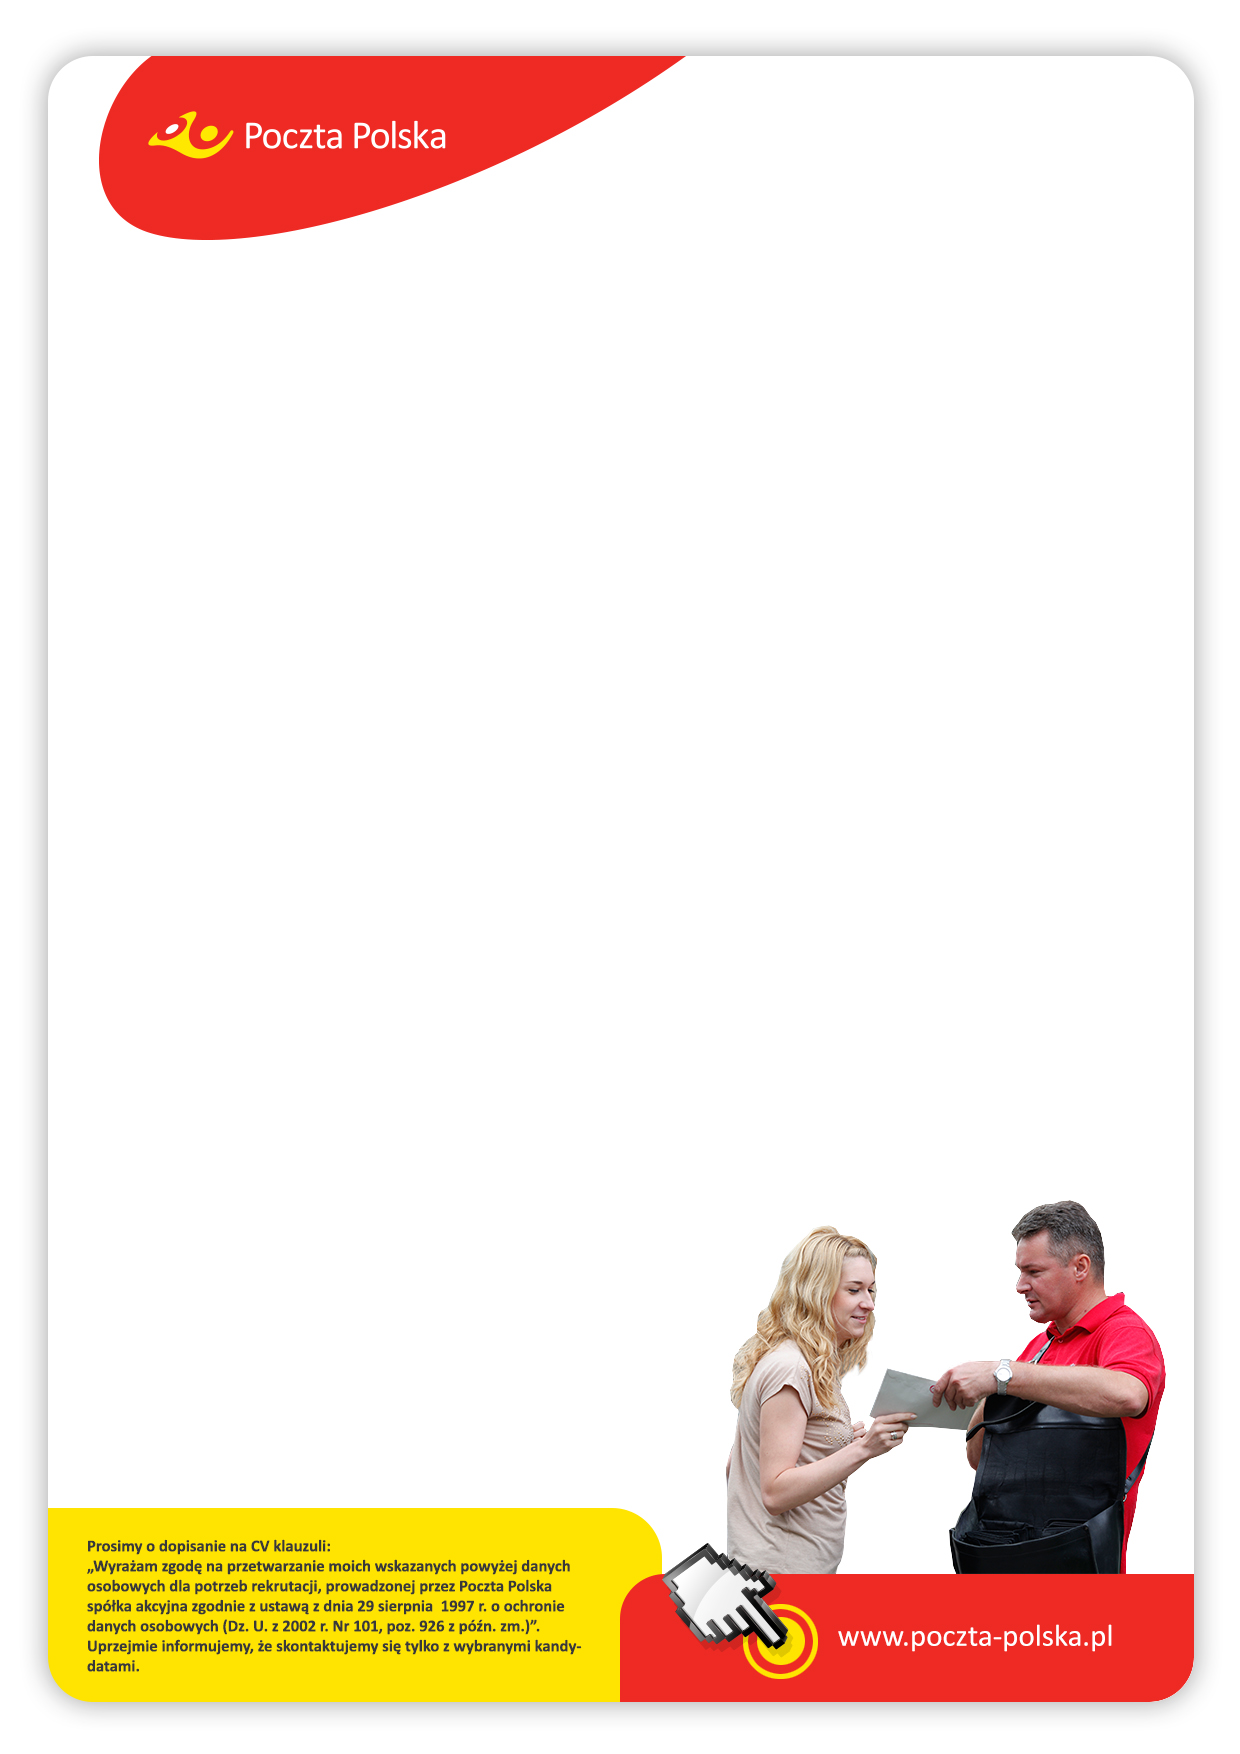 Poczta Polska
Prosimy o dopisanie na CV klauzuli:
„Wyrażam zgodę na przetwarzanie moich wskazanych powyżej danych
osobowych dla potrzeb rekrutacji, prowadzonej przez Poczta Polska
spółka akcyjna zgodnie z ustawą z dnia 29 sierpnia  1997 r. o ochronie
danych osobowych (Dz. U. z 2002 r. Nr 101, poz. 926 z późn. zm.)”.
Uprzejmie informujemy, że skontaktujemy się tylko z wybranymi kandy-
datami.
www.poczta-polska.pl